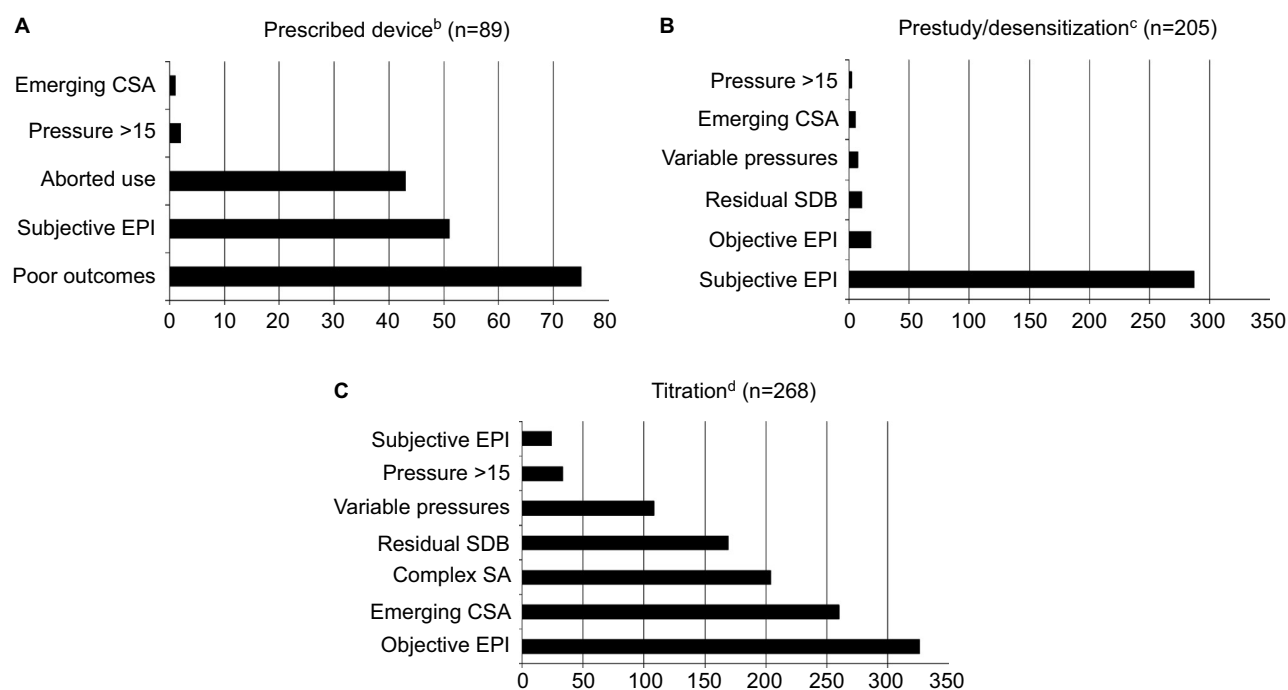 A
Prescribed deviceᵇ (n=89)
Emerging CSA
Pressure >15
Aborted use
Subjective EPI
Poor outcomes
0 10 20 30 40 50 60 70 80
B
Prestudy/desensitizationᶜ (n=205)
Pressure >15
Emerging CSA
Variable pressures
Residual SDB
Objective EPI
Subjective EPI
0 50 100 150 200 250 300 350
C
Titrationᵈ (n=268)
Subjective EPI
Pressure >15
Variable pressures
Residual SDB
Complex SA
Emerging CSA
Objective EPI
0 50 100 150 200 250 300 350